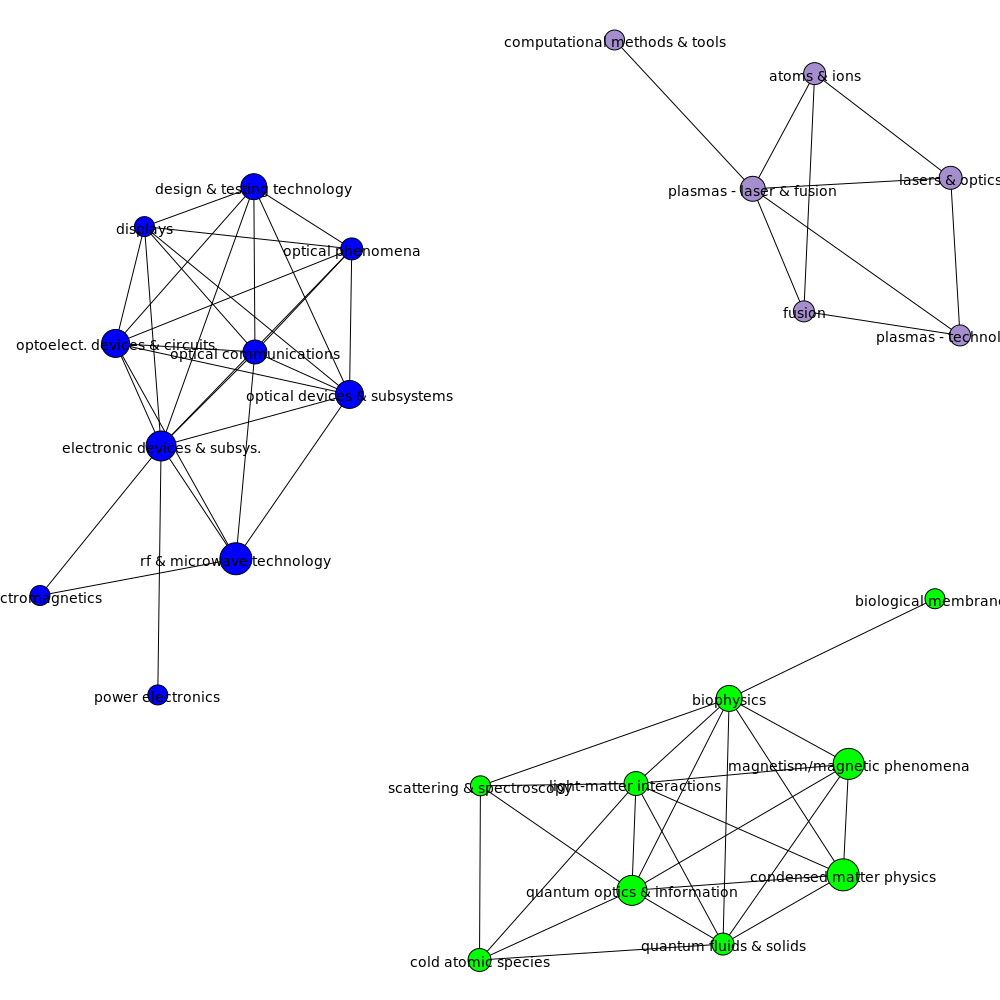 computational methods & tools
atoms & ions
lasers & optics
plasmas - laser & fusion
fusion
plasmas - technol
design & testing technology
displays
optical phenomena
optoelect. devices & circuits
optical communications
optical devices & subsystems
electronic devices & subsys.
rf & microwave technology
ctromagnetics
power electronics
biological membran
biophysics
magnetism/magnetic phenomena
scattering & spectroscopy
light-matter interactions
condensed matter physics
quantum optics & information
quantum fluids & solids
cold atomic species